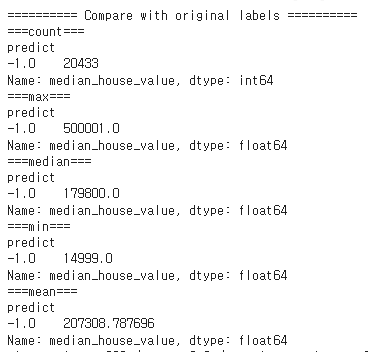 ========== Compare with original labels ==========
===count===
predict
-1.0    20433
Name: median_house_value, dtype: int64
===max===
predict
-1.0    500001.0
Name: median_house_value, dtype: float64
===median===
predict
-1.0    179800.0
Name: median_house_value, dtype: float64
===min===
predict
-1.0    14999.0
Name: median_house_value, dtype: float64
===mean===
predict
-1.0    207308.787696
Name: median_house_value, dtype: float64